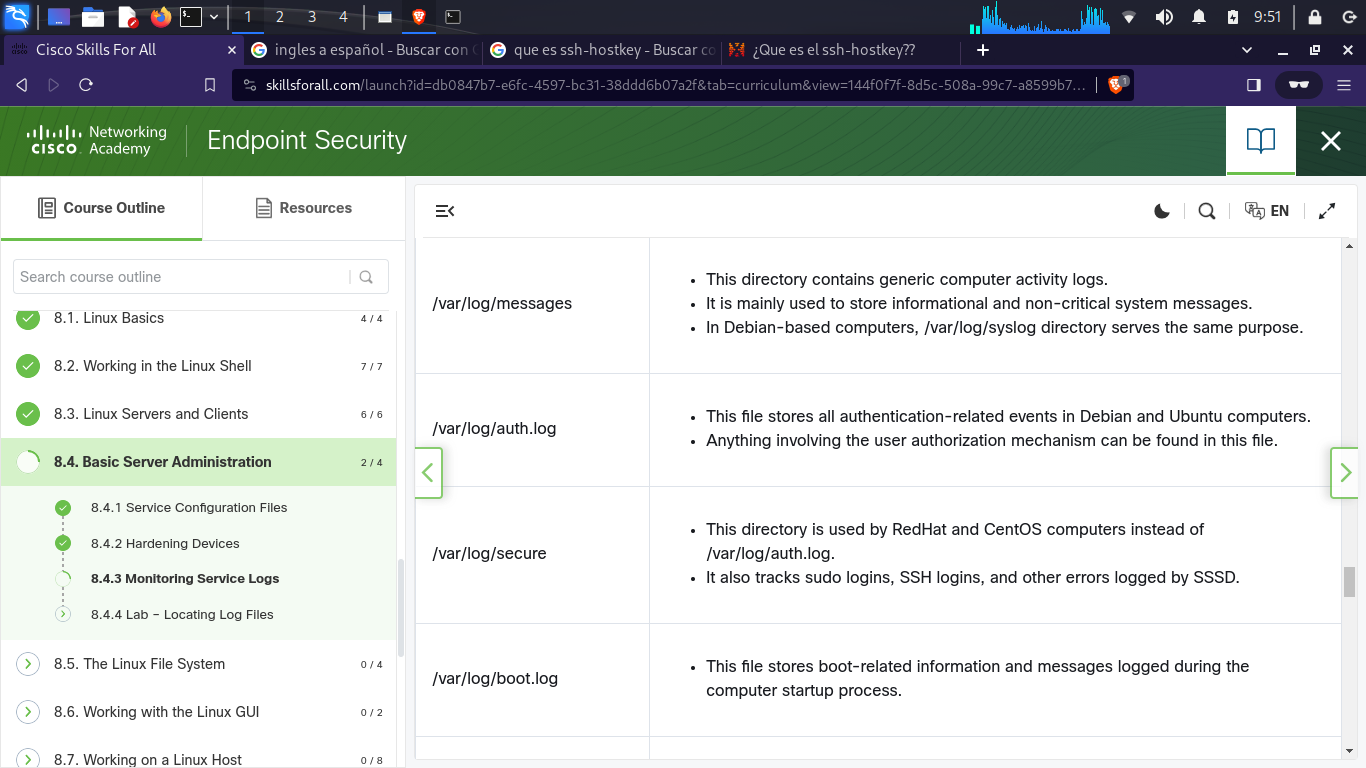 1 2 3 4 9:51
Cisco Skills For All
ingles a español - Buscar con G
que es ssh-hostkey - Buscar co
¿Que es el ssh-hostkey??
skillsforall.com/launch?id=db0847b7-e6fc-4597-bc31-38ddd6b07a2f&tab=curriculum&view=144f0f7f-8d5c-508a-99c7-a8599b7...
1
cisco
Networking
Academy
Endpoint Security
Course Outline
Resources
EN
Search course outline
8.1. Linux Basics 4 / 4
8.2. Working in the Linux Shell 7 / 7
8.3. Linux Servers and Clients 6 / 6
8.4. Basic Server Administration 2 / 4
8.4.1 Service Configuration Files
8.4.2 Hardening Devices
8.4.3 Monitoring Service Logs
8.4.4 Lab - Locating Log Files
8.5. The Linux File System 0 / 4
8.6. Working with the Linux GUI 0 / 2
8.7. Working on a Linux Host 0 / 8
/var/log/messages
• This directory contains generic computer activity logs.
• It is mainly used to store informational and non-critical system messages.
• In Debian-based computers, /var/log/syslog directory serves the same purpose.
/var/log/auth.log
• This file stores all authentication-related events in Debian and Ubuntu computers.
• Anything involving the user authorization mechanism can be found in this file.
/var/log/secure
• This directory is used by RedHat and CentOS computers instead of
/var/log/auth.log.
• It also tracks sudo logins, SSH logins, and other errors logged by SSSD.
/var/log/boot.log
• This file stores boot-related information and messages logged during the
computer startup process.